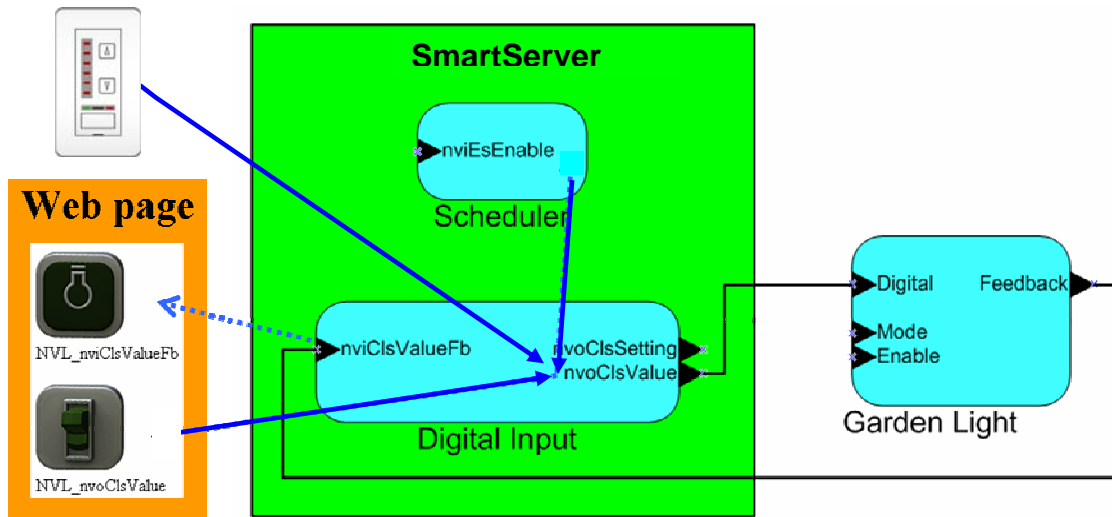 SmartServer
nviEsEnable
Scheduler
Web page
NVL_nviClsValueFb
NVL_nvoClsValue
nviClsValueFb
nvoClsSetting
nvoClsValue
Digital Input
Digital
Feedback
Mode
Enable
Garden Light